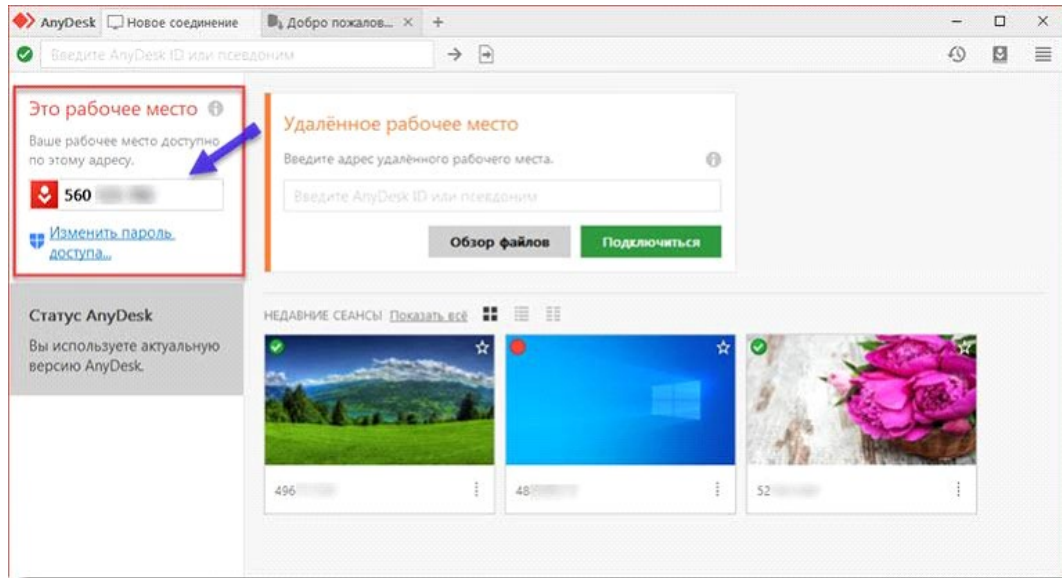 AnyDesk Новое соединение Добро пожалов...
Введите AnyDesk ID или псевдоним
Это рабочее место
Ваше рабочее место доступно
по этому адресу.
560
Изменить пароль
доступа...
Статус AnyDesk
Вы используете актуальную
версию AnyDesk.
Удалённое рабочее место
Введите адрес удалённого рабочего места.
Введите AnyDesk ID или псевдоним
Обзор файлов Подключиться
НЕДАВНИЕ СЕАНСЫ Показать всё
496 48 52